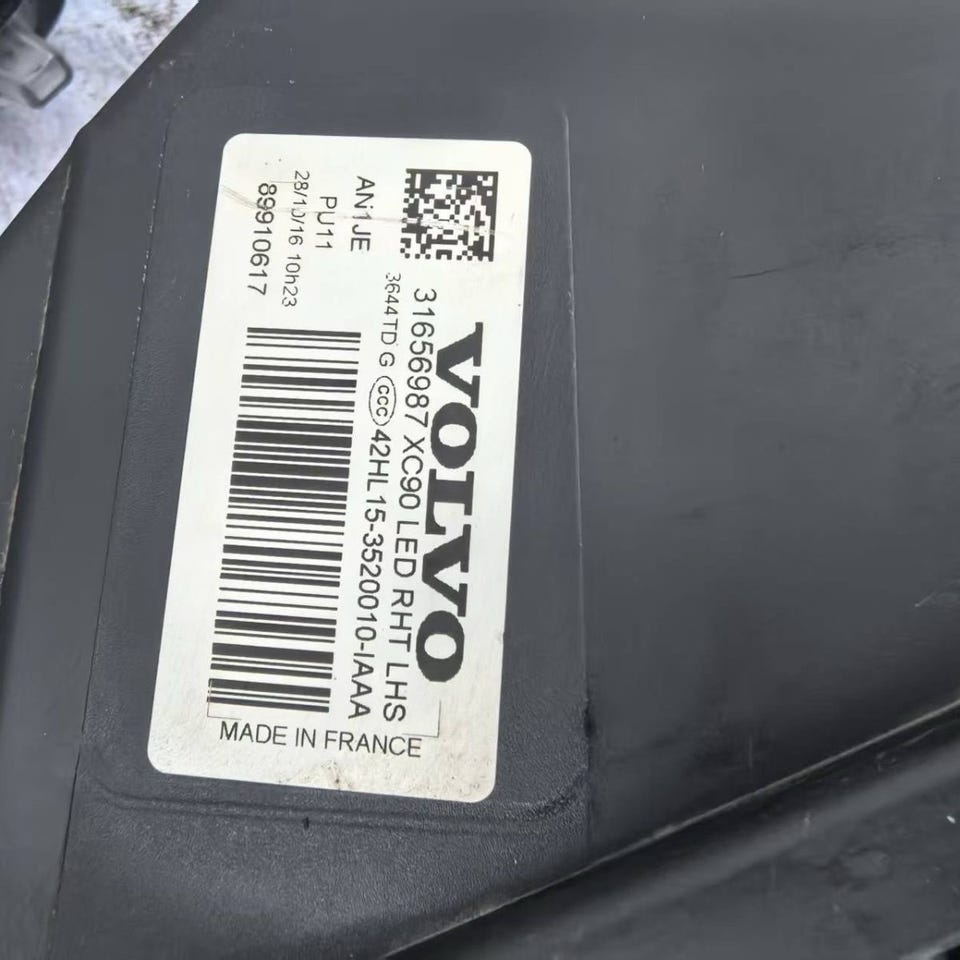 VOLVO
31656987 XC90 LED RHT LHS
3644TD G CCC 42HL15-3520010-IAAA
AN1JE
PU11
28/10/16 10h23
89910617
MADE IN FRANCE